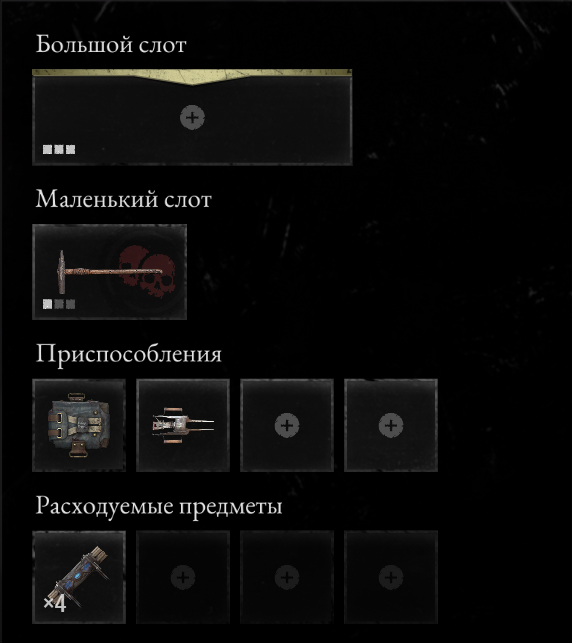 Большой слот
Маленький слот
Приспособления
Расходуемые предметы
×4